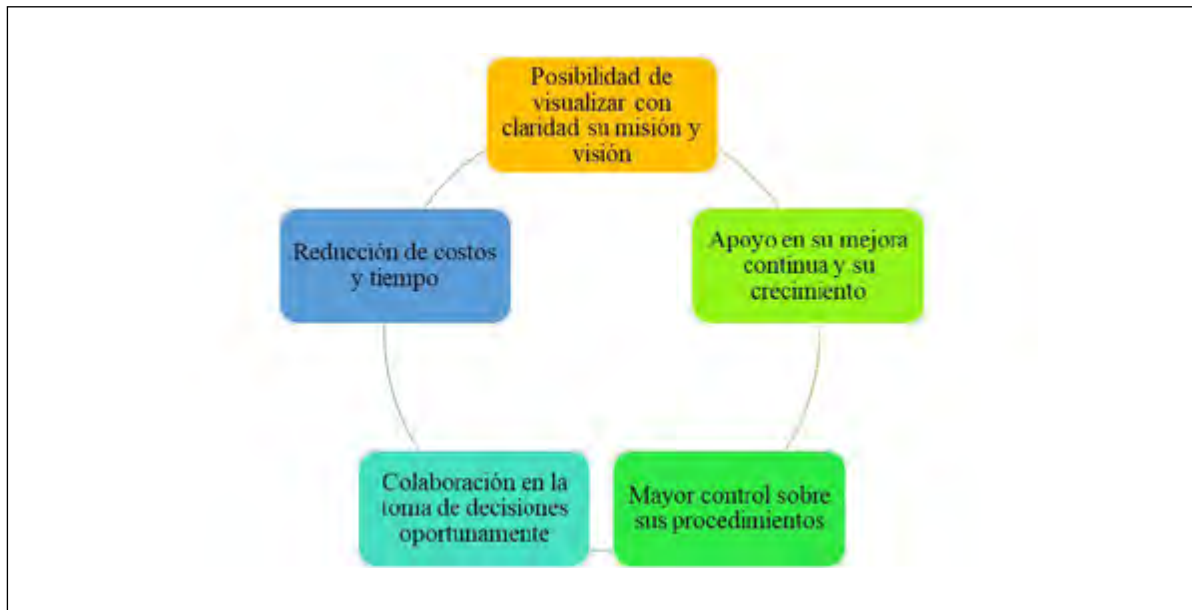 Posibilidad de
visualizar con
claridad su misión y
visión
Apoyo en su mejora
continua y su
crecimiento
Mayor control sobre
sus procedimientos
Colaboración en la
toma de decisiones
oportunamente
Reducción de costos
y tiempo